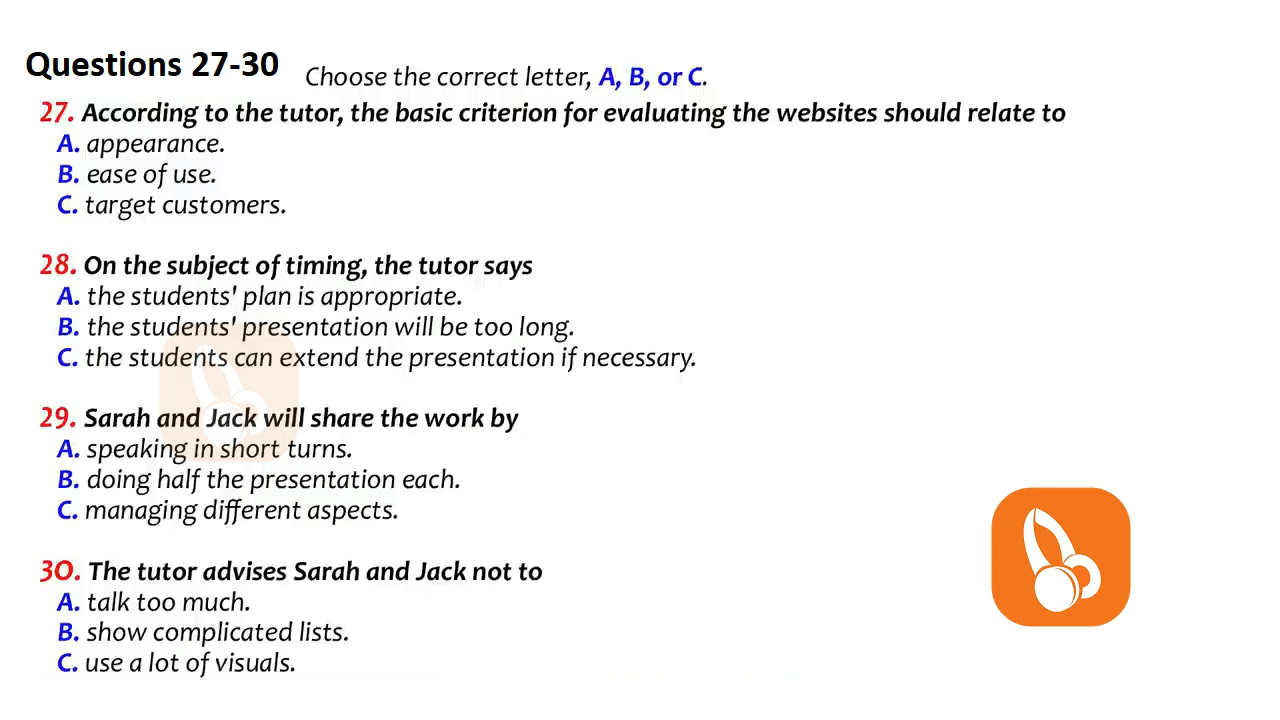 Questions 27-30 Choose the correct letter, A, B, or C.
27. According to the tutor, the basic criterion for evaluating the websites should relate to
A. appearance.
B. ease of use.
C. target customers.
28. On the subject of timing, the tutor says
A. the students' plan is appropriate.
B. the students' presentation will be too long.
C. the students can extend the presentation if necessary.
29. Sarah and Jack will share the work by
A. speaking in short turns.
B. doing half the presentation each.
C. managing different aspects.
30. The tutor advises Sarah and Jack not to
A. talk too much.
B. show complicated lists.
C. use a lot of visuals.